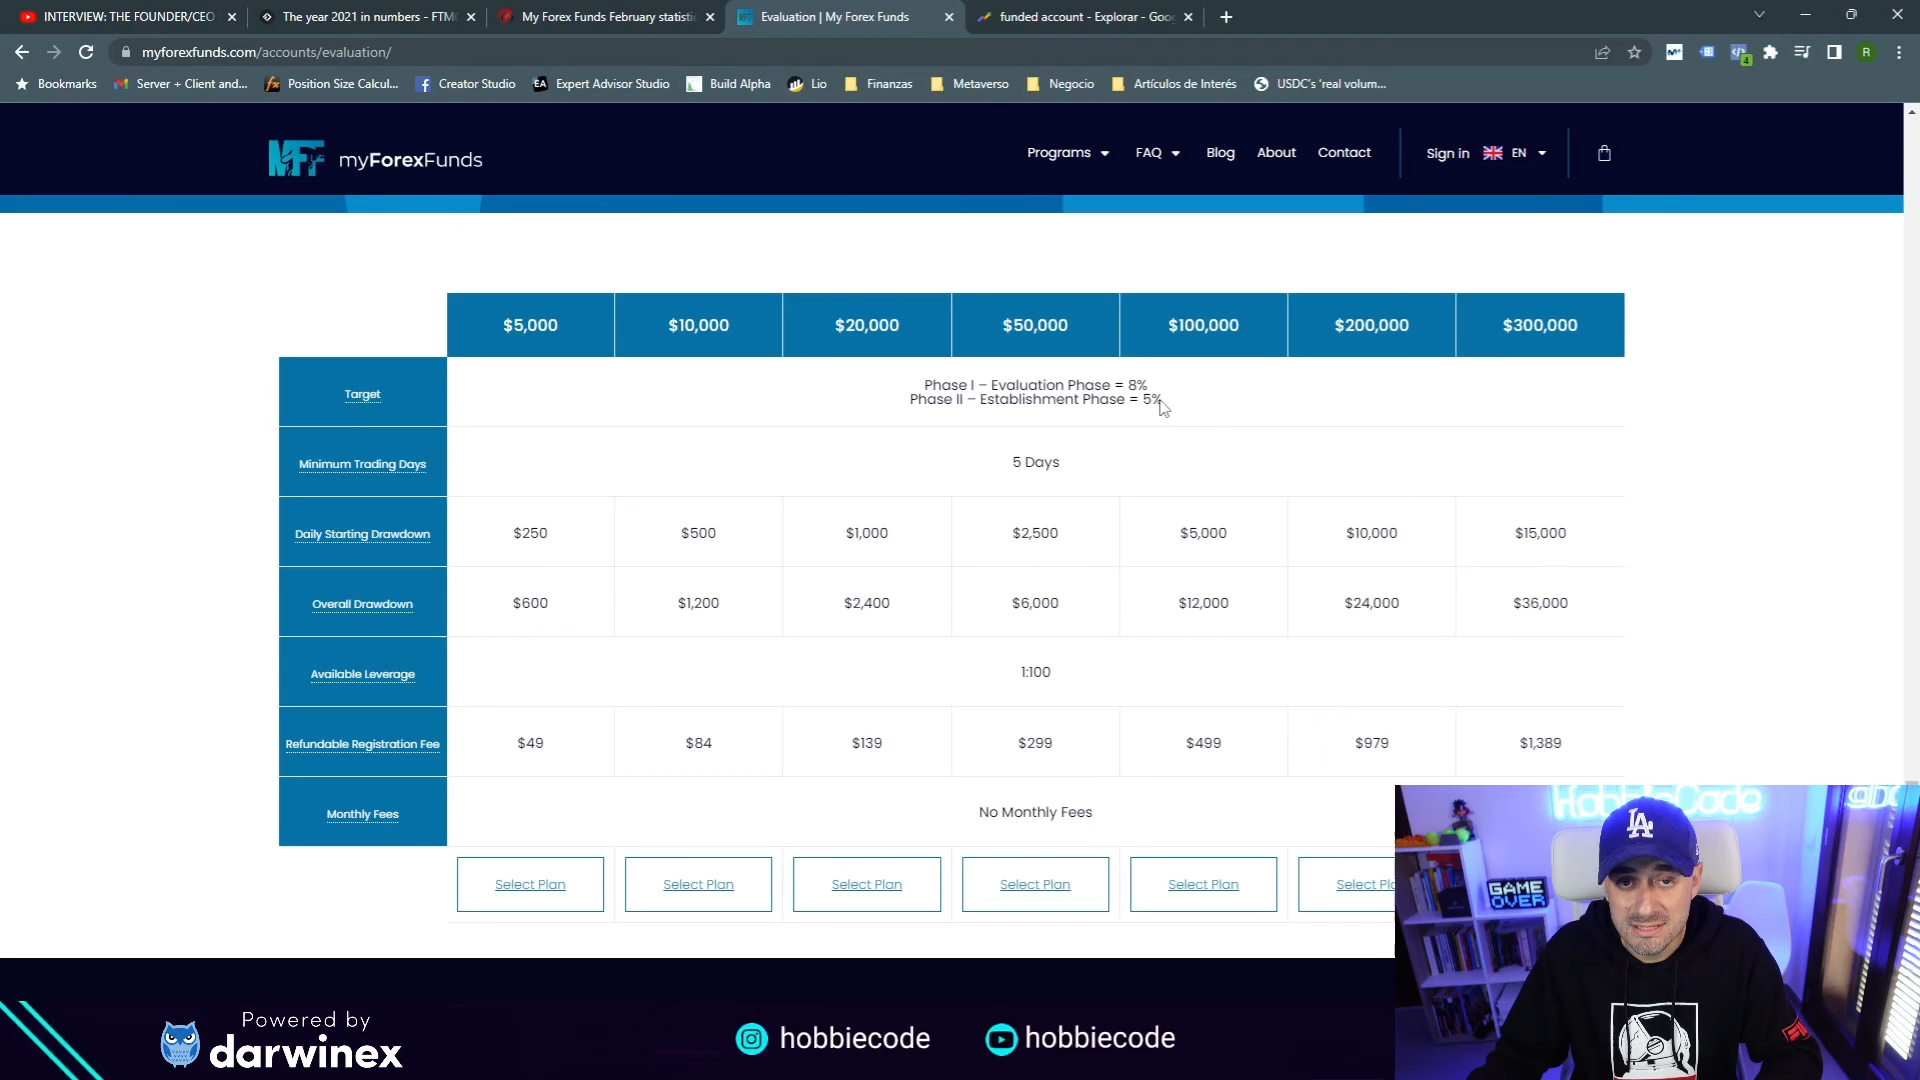 INTERVIEW: THE FOUNDER/CEO
The year 2021 in numbers - FTM
My Forex Funds February statisti
Evaluation | My Forex Funds
funded account - Explorar - Goo
myforexfunds.com/accounts/evaluation/
R
4
Bookmarks
Server + Client and...
Position Size Calcul...
Creator Studio
EA Expert Advisor Studio
Build Alpha
Lio
Finanzas
Metaverso
Negocio
Artículos de Interés
USDC's 'real volum...
MFF myForexFunds
Programs
FAQ
Blog
About
Contact
Sign in
EN
$5,000 $10,000 $20,000 $50,000 $100,000 $200,000 $300,000
Target
Phase I – Evaluation Phase = 8%
Phase II – Establishment Phase = 5%
Minimum Trading Days
5 Days
Daily Starting Drawdown $250 $500 $1,000 $2,500 $5,000 $10,000 $15,000
Overall Drawdown $600 $1,200 $2,400 $6,000 $12,000 $24,000 $36,000
Available Leverage 1:100
Refundable Registration Fee $49 $84 $139 $299 $499 $979 $1,389
Monthly Fees No Monthly Fees
Select Plan Select Plan Select Plan Select Plan Select Plan Select Pl
HobbieCode
LA
GAME
OVER
Powered by
darwinex
hobbiecode
hobbiecode